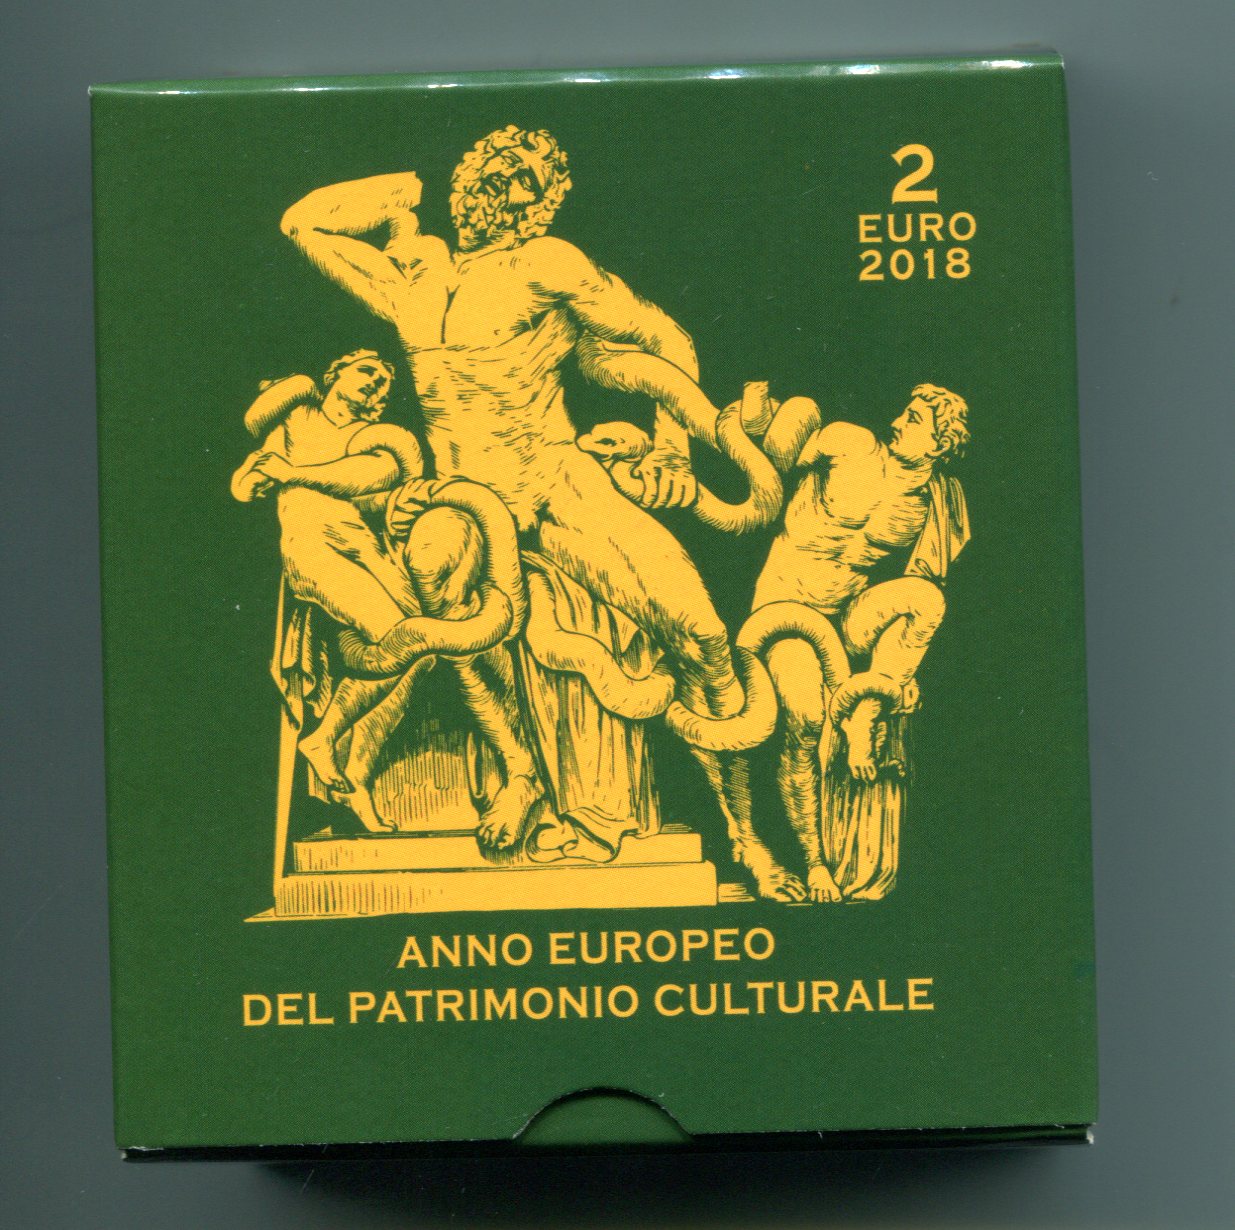 2
EURO
2018
ANNO EUROPEO
DEL PATRIMONIO CULTURALE